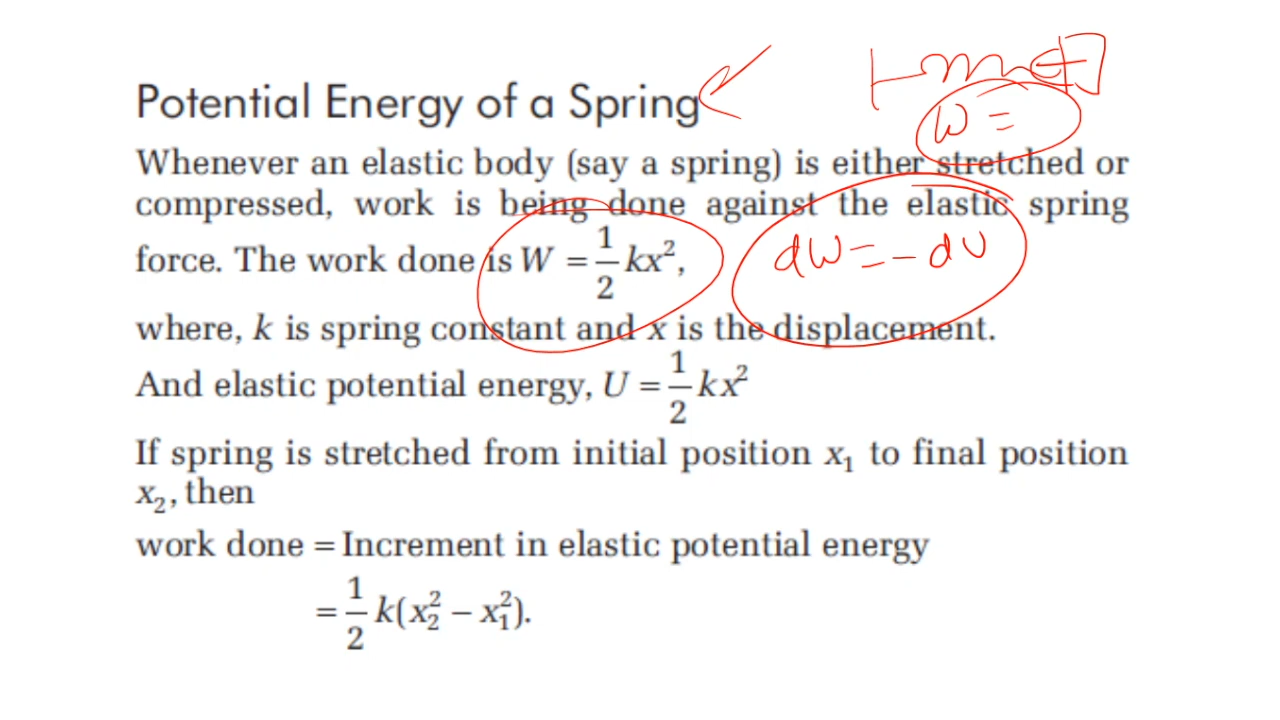 Potential Energy of a Spring
W =
Whenever an elastic body (say a spring) is either stretched or
compressed, work is being done against the elastic spring
force. The work done is W = 1/2 kx²,
dW = - dU
where, k is spring constant and x is the displacement.
And elastic potential energy, U = 1/2 kx²
If spring is stretched from initial position x₁ to final position
x₂, then
work done = Increment in elastic potential energy
= 1/2 k(x₂² – x₁²).